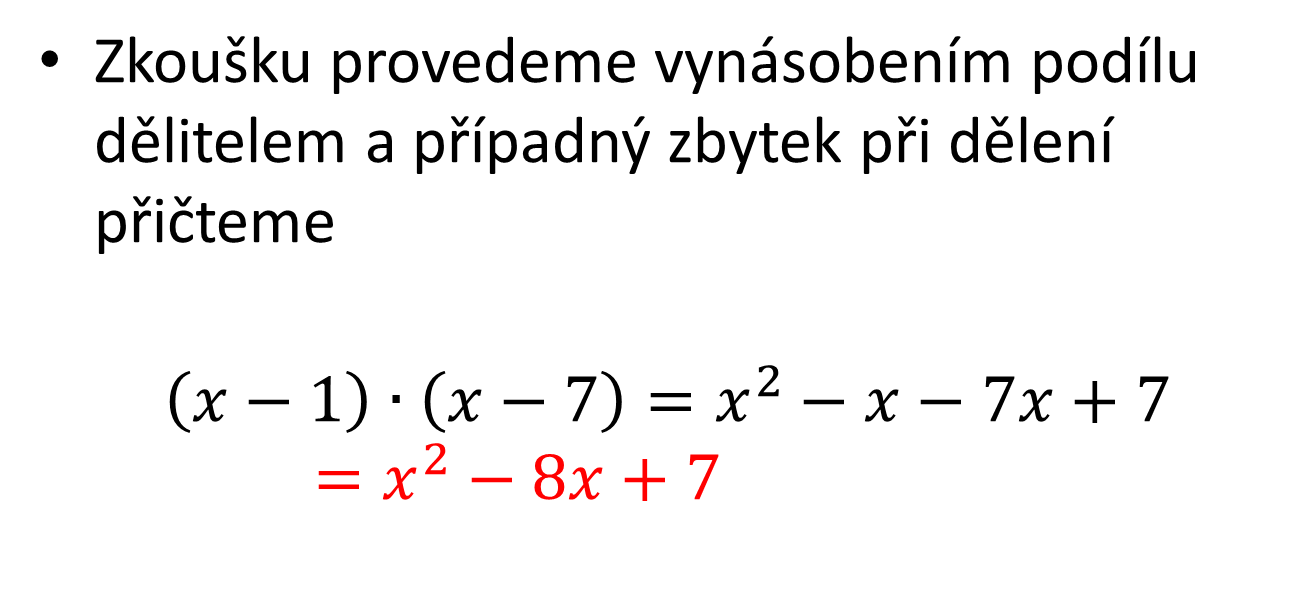 • Zkoušku provedeme vynásobením podílu
dělitelem a případný zbytek při dělení
přičteme
(x − 1) · (x − 7) = x² − x − 7x + 7
= x² − 8x + 7